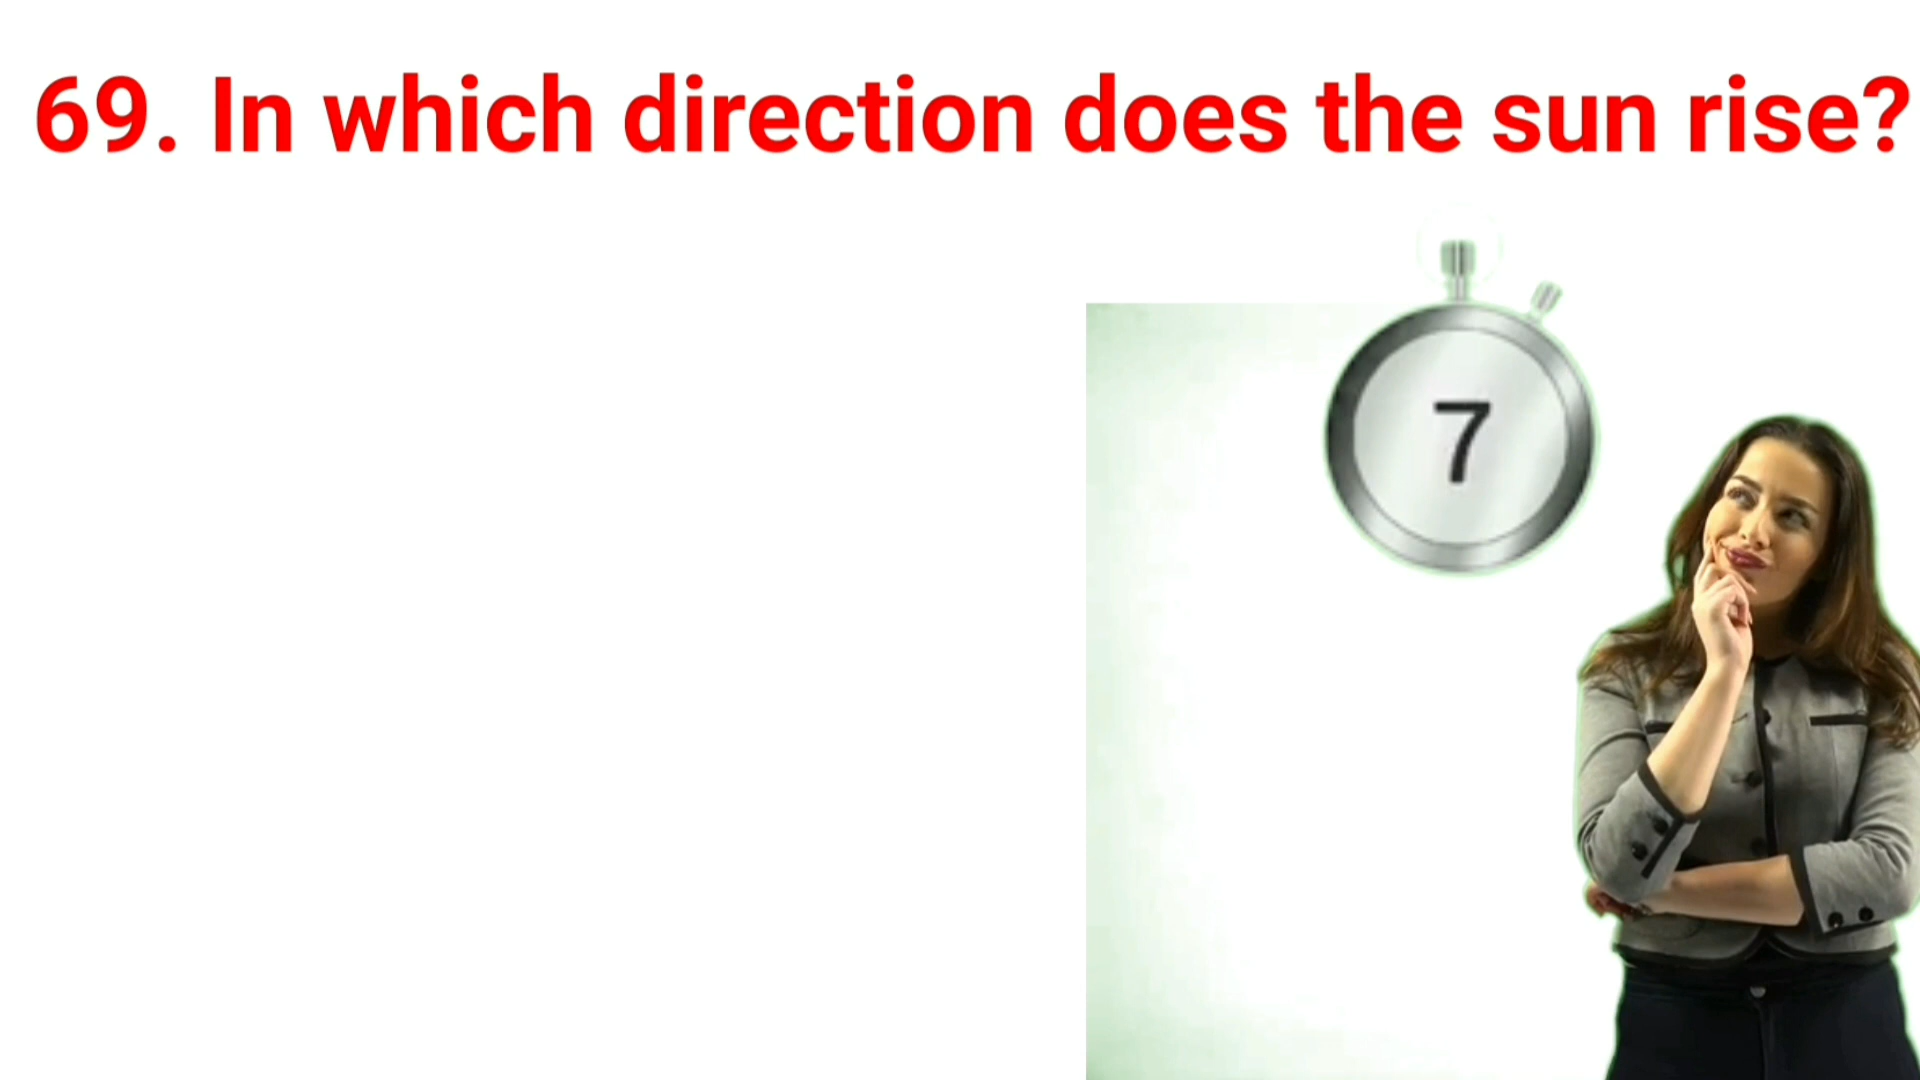 69. In which direction does the sun rise?
7